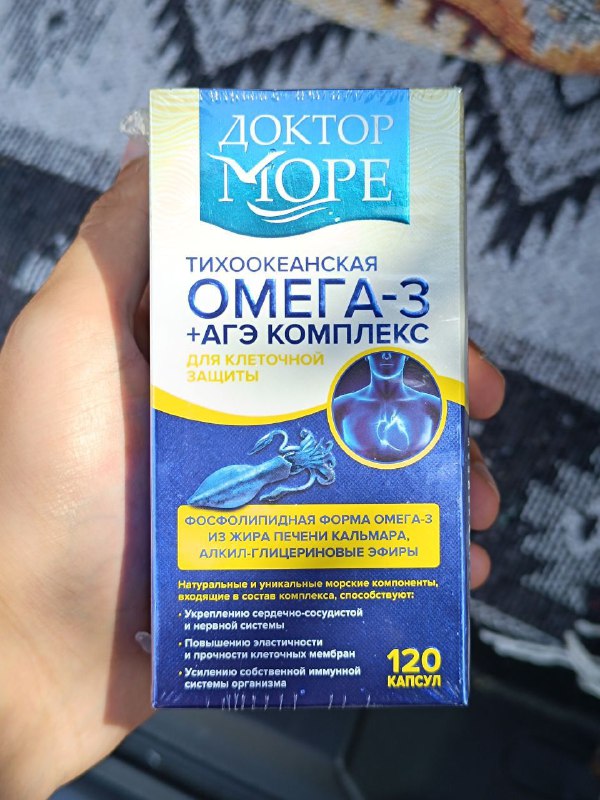 ДОКТОР
МОРЕ
ТИХООКЕАНСКАЯ
ОМЕГА-3
+АГЭ КОМПЛЕКС
ДЛЯ КЛЕТОЧНОЙ
ЗАЩИТЫ
ФОСФОЛИПИДНАЯ ФОРМА ОМЕГА-3
ИЗ ЖИРА ПЕЧЕНИ КАЛЬМАРА,
АЛКИЛ-ГЛИЦЕРИНОВЫЕ ЭФИРЫ
Натуральные и уникальные морские компоненты,
входящие в состав комплекса, способствуют:
• Укреплению сердечно-сосудистой
и нервной системы
• Повышению эластичности
и прочности клеточных мембран
• Усилению собственной иммунной
системы организма
120
КАПСУЛ